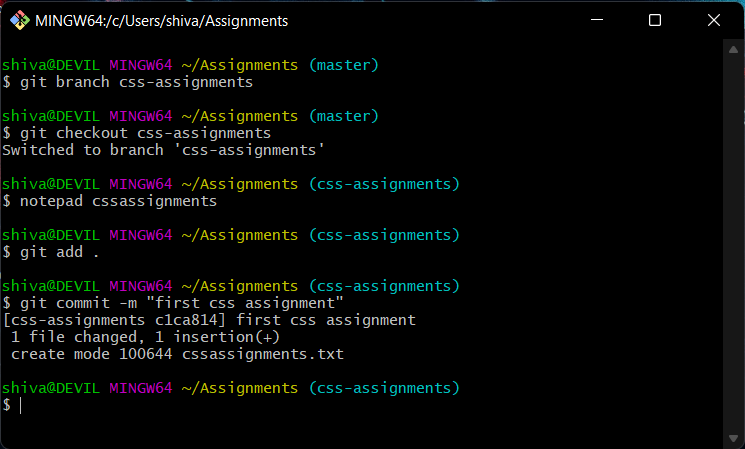 MINGW64:/c/Users/shiva/Assignments
shiva@DEVIL MINGW64 ~/Assignments (master)
$ git branch css-assignments
shiva@DEVIL MINGW64 ~/Assignments (master)
$ git checkout css-assignments
Switched to branch 'css-assignments'
shiva@DEVIL MINGW64 ~/Assignments (css-assignments)
$ notepad cssassignments
shiva@DEVIL MINGW64 ~/Assignments (css-assignments)
$ git add .
shiva@DEVIL MINGW64 ~/Assignments (css-assignments)
$ git commit -m "first css assignment"
[css-assignments c1ca814] first css assignment
 1 file changed, 1 insertion(+)
 create mode 100644 cssassignments.txt
shiva@DEVIL MINGW64 ~/Assignments (css-assignments)
$